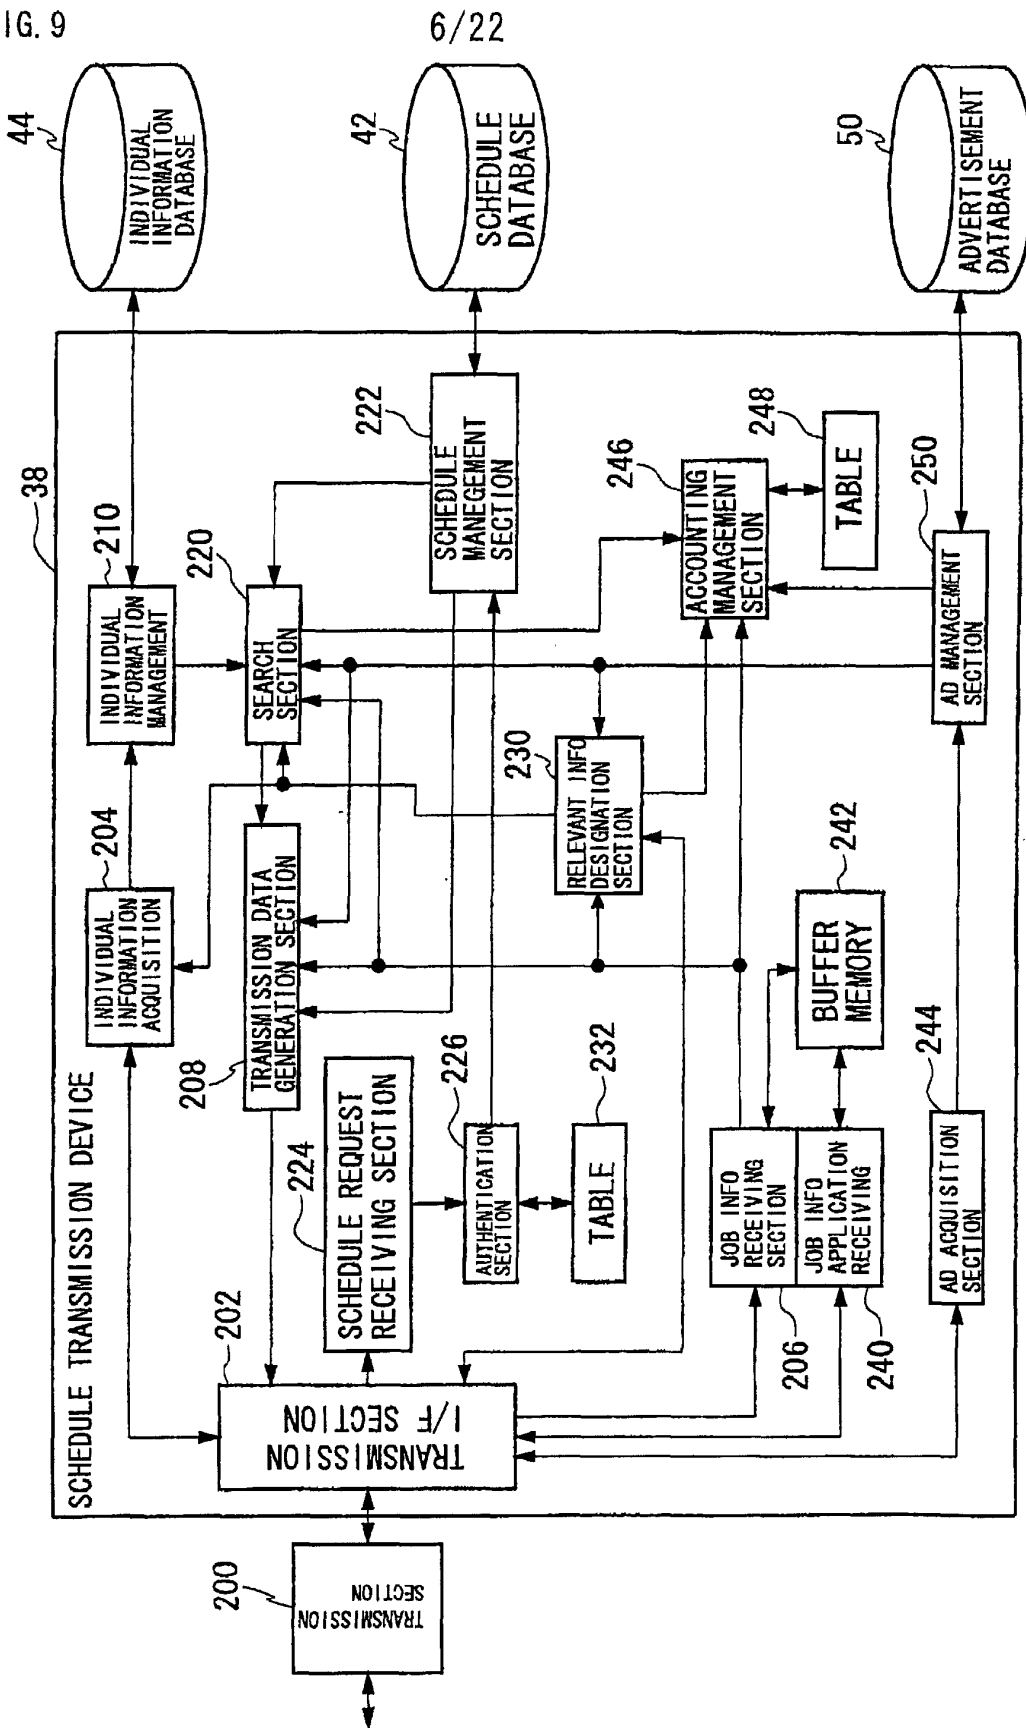 IG. 9
6/22
44
INDIVIDUAL
INFORMATION
DATABASE
42
SCHEDULE
DATABASE
50
ADVERTISEMENT
DATABASE
38
SCHEDULE TRANSMISSION DEVICE
210
INDIVIDUAL
INFORMATION
MANAGEMENT
220
SEARCH
SECTION
222
SCHEDULE
MANEGEMENT
SECTION
246
ACCOUNTING
MANAGEMENT
SECTION
248
TABLE
250
AD MANAGEMENT
SECTION
204
INDIVIDUAL
INFORMATION
ACQUISITION
208
TRANSMISSION DATA
GENERATION SECTION
230
RELEVANT INFO
DESIGNATION
SECTION
242
BUFFER
MEMORY
224
SCHEDULE REQUEST
RECEIVING SECTION
226
AUTHENTICATION
SECTION
232
TABLE
JOB INFO
RECEIVING
SECTION
206
JOB INFO
APPLICATION
RECEIVING
240
244
AD ACQUISITION
SECTION
202
TRANSMISSION
I/F SECTION
200
TRANSMISSION
SECTION